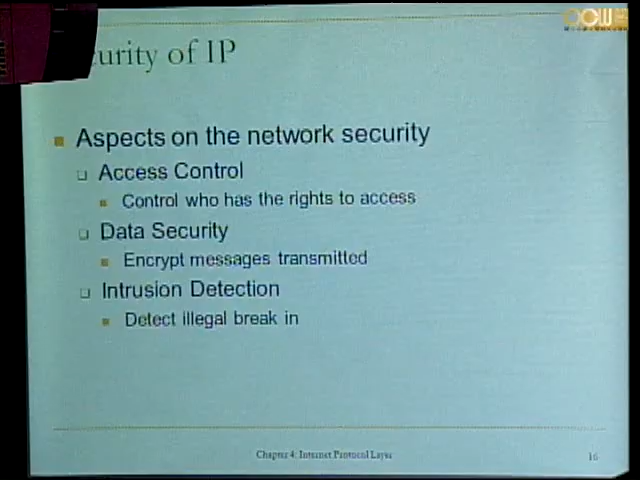 curity of IP
Aspects on the network security
Access Control
Control who has the rights to access
Data Security
Encrypt messages transmitted
Intrusion Detection
Detect illegal break in
Chapter 4: Internet Protocol Layer
16
OCW